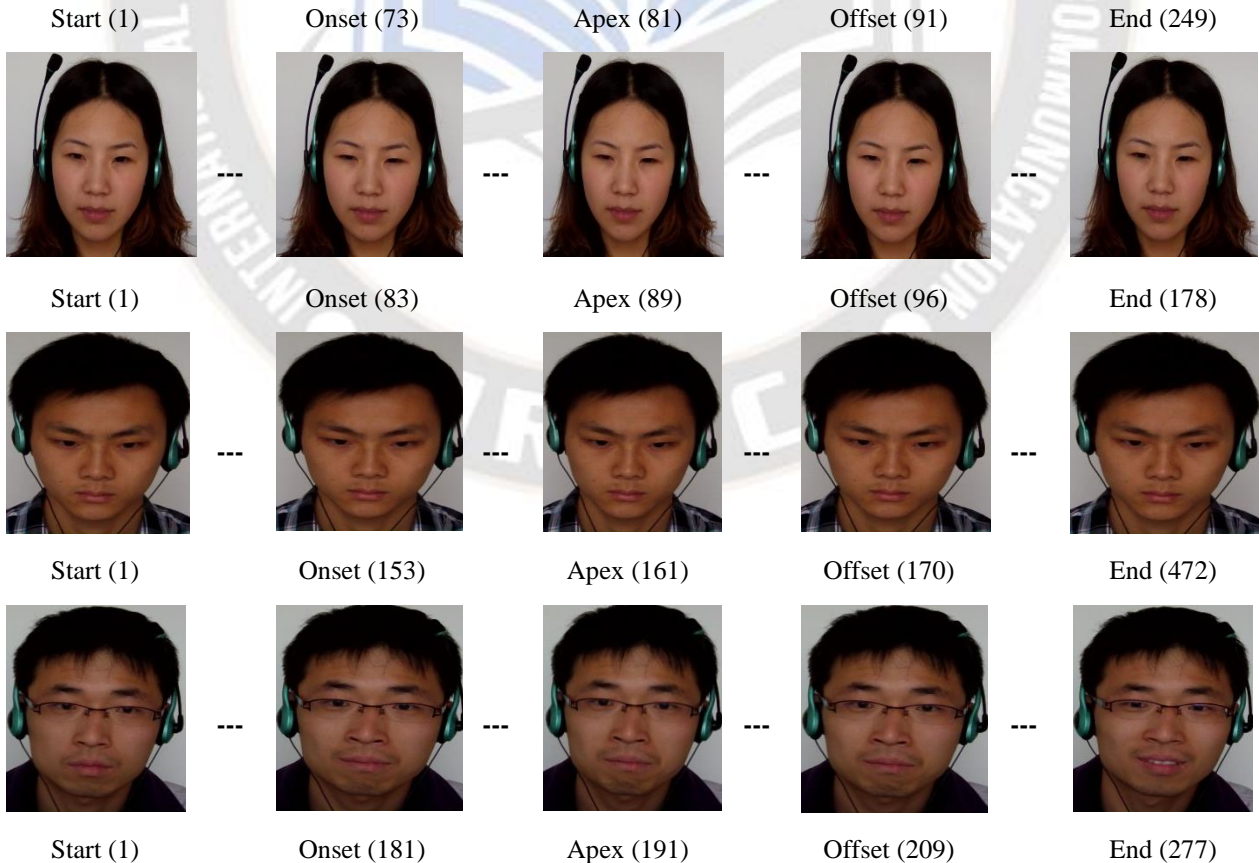 Start (1) Onset (73) Apex (81) Offset (91) End (249)
--- --- --- ---
Start (1) Onset (83) Apex (89) Offset (96) End (178)
--- --- --- ---
Start (1) Onset (153) Apex (161) Offset (170) End (472)
--- --- --- ---
Start (1) Onset (181) Apex (191) Offset (209) End (277)